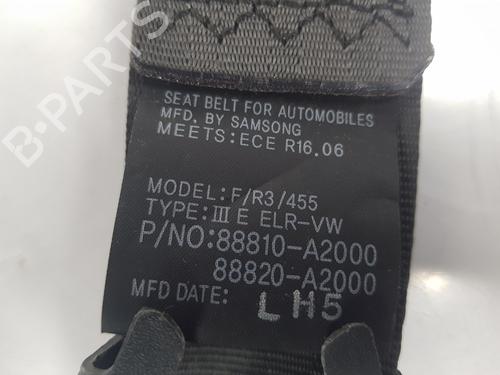 SEAT BELT FOR AUTOMOBILES
MFD. BY SAMSONG
MEETS:ECE R16.06
MODEL:F/R3/455
TYPE:Ⅲ E ELR-VW
P/NO:88810-A2000
88820-A2000
MFD DATE: LH5
B-PARTS